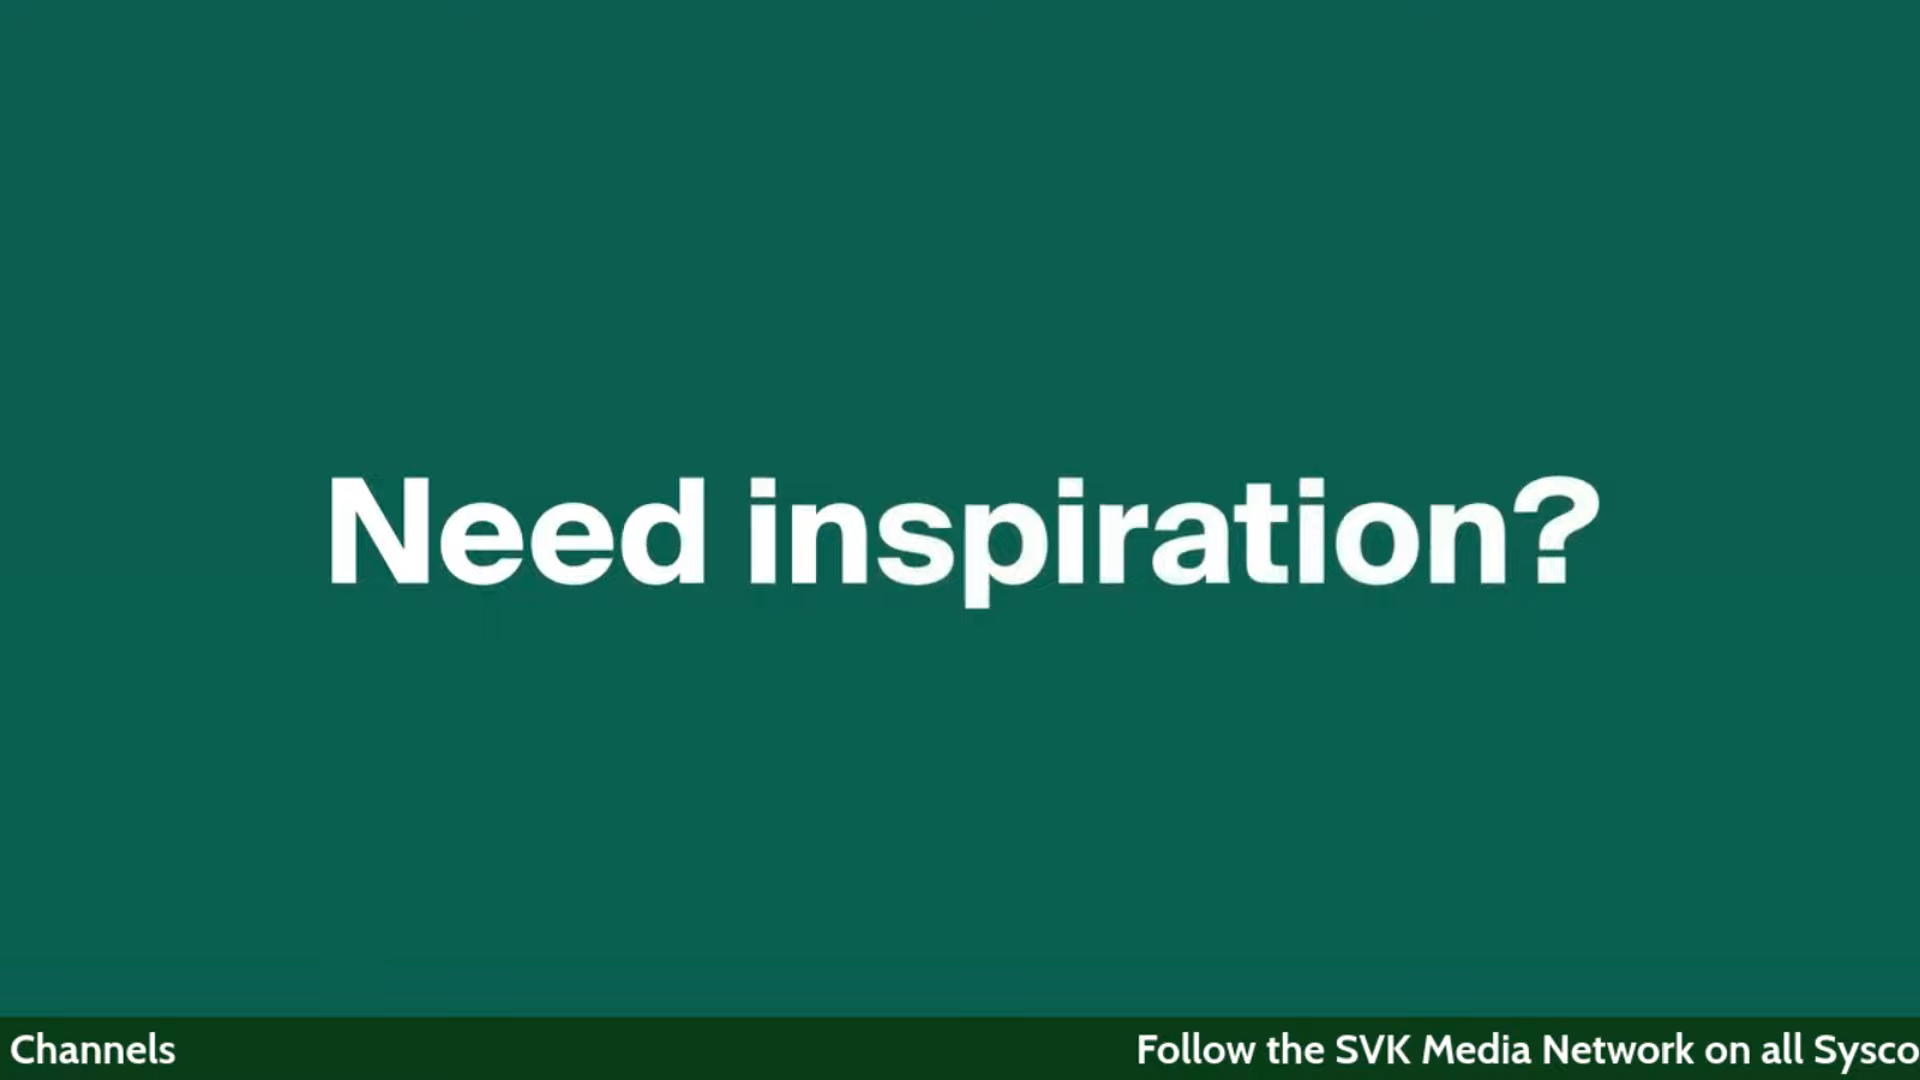 Need inspiration?
Channels Follow the SVK Media Network on all Sysco